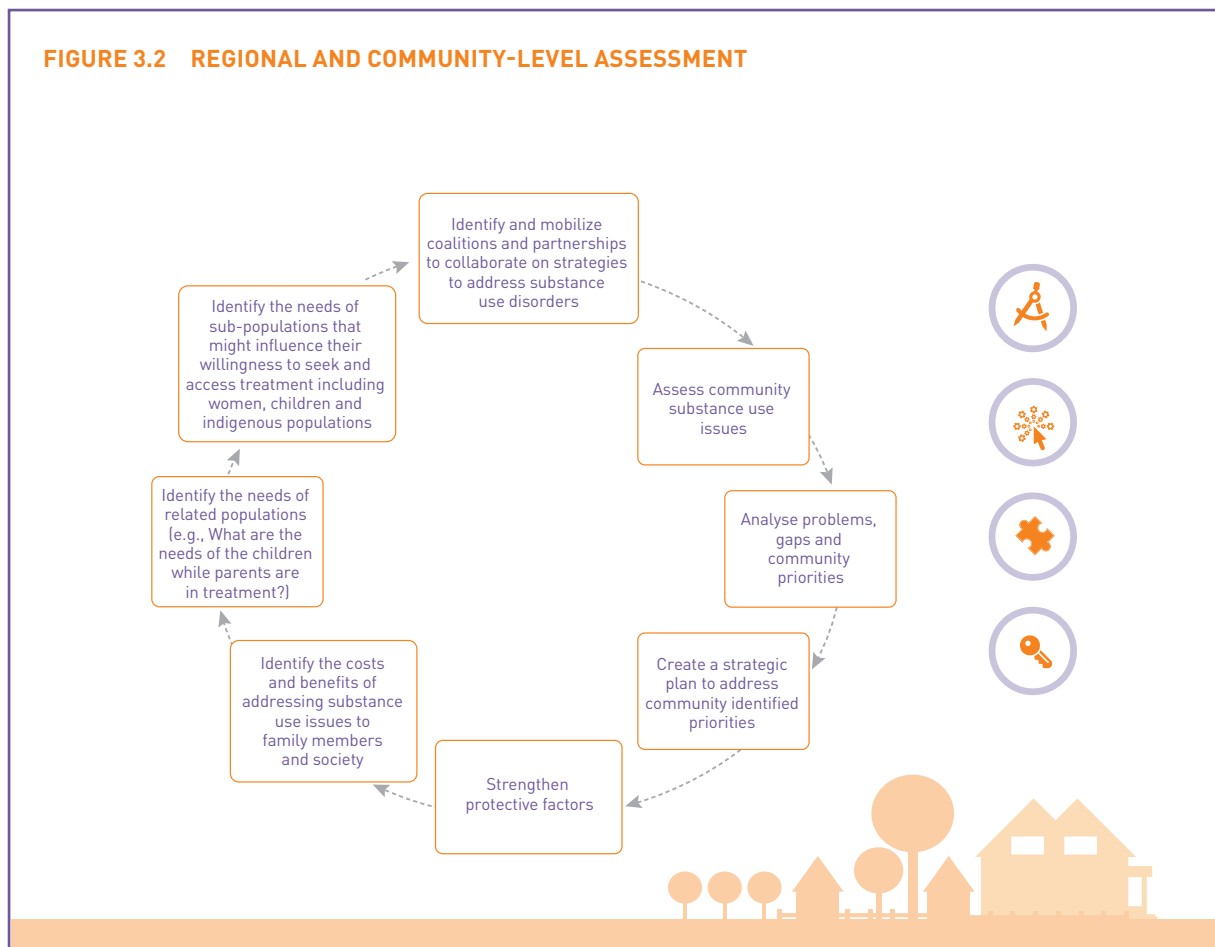 FIGURE 3.2 REGIONAL AND COMMUNITY-LEVEL ASSESSMENT
Identify and mobilize
coalitions and partnerships
to collaborate on strategies
to address substance
use disorders
Assess community
substance use
issues
Analyse problems,
gaps and
community
priorities
Create a strategic
plan to address
community identified
priorities
Strengthen
protective factors
Identify the costs
and benefits of
addressing substance
use issues to
family members
and society
Identify the needs of
related populations
(e.g., What are the
needs of the children
while parents are
in treatment?)
Identify the needs of
sub-populations that
might influence their
willingness to seek and
access treatment including
women, children and
indigenous populations